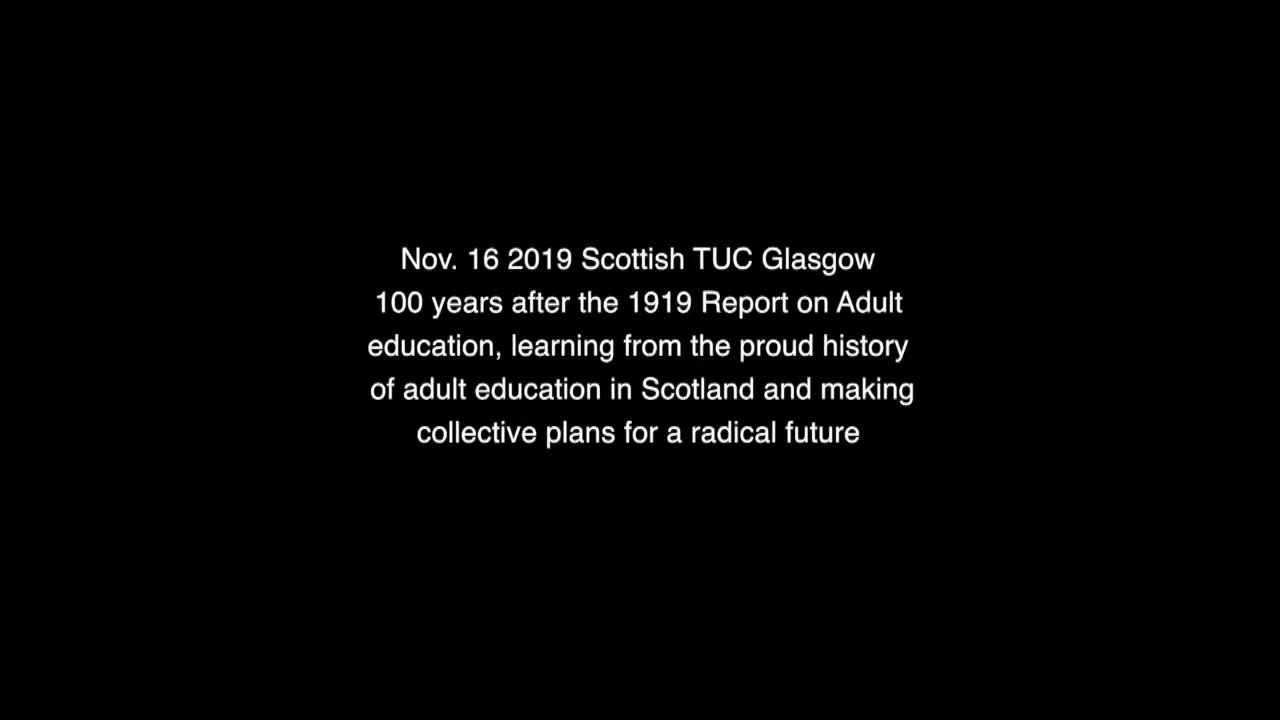 Nov. 16 2019 Scottish TUC Glasgow
100 years after the 1919 Report on Adult
education, learning from the proud history
of adult education in Scotland and making
collective plans for a radical future